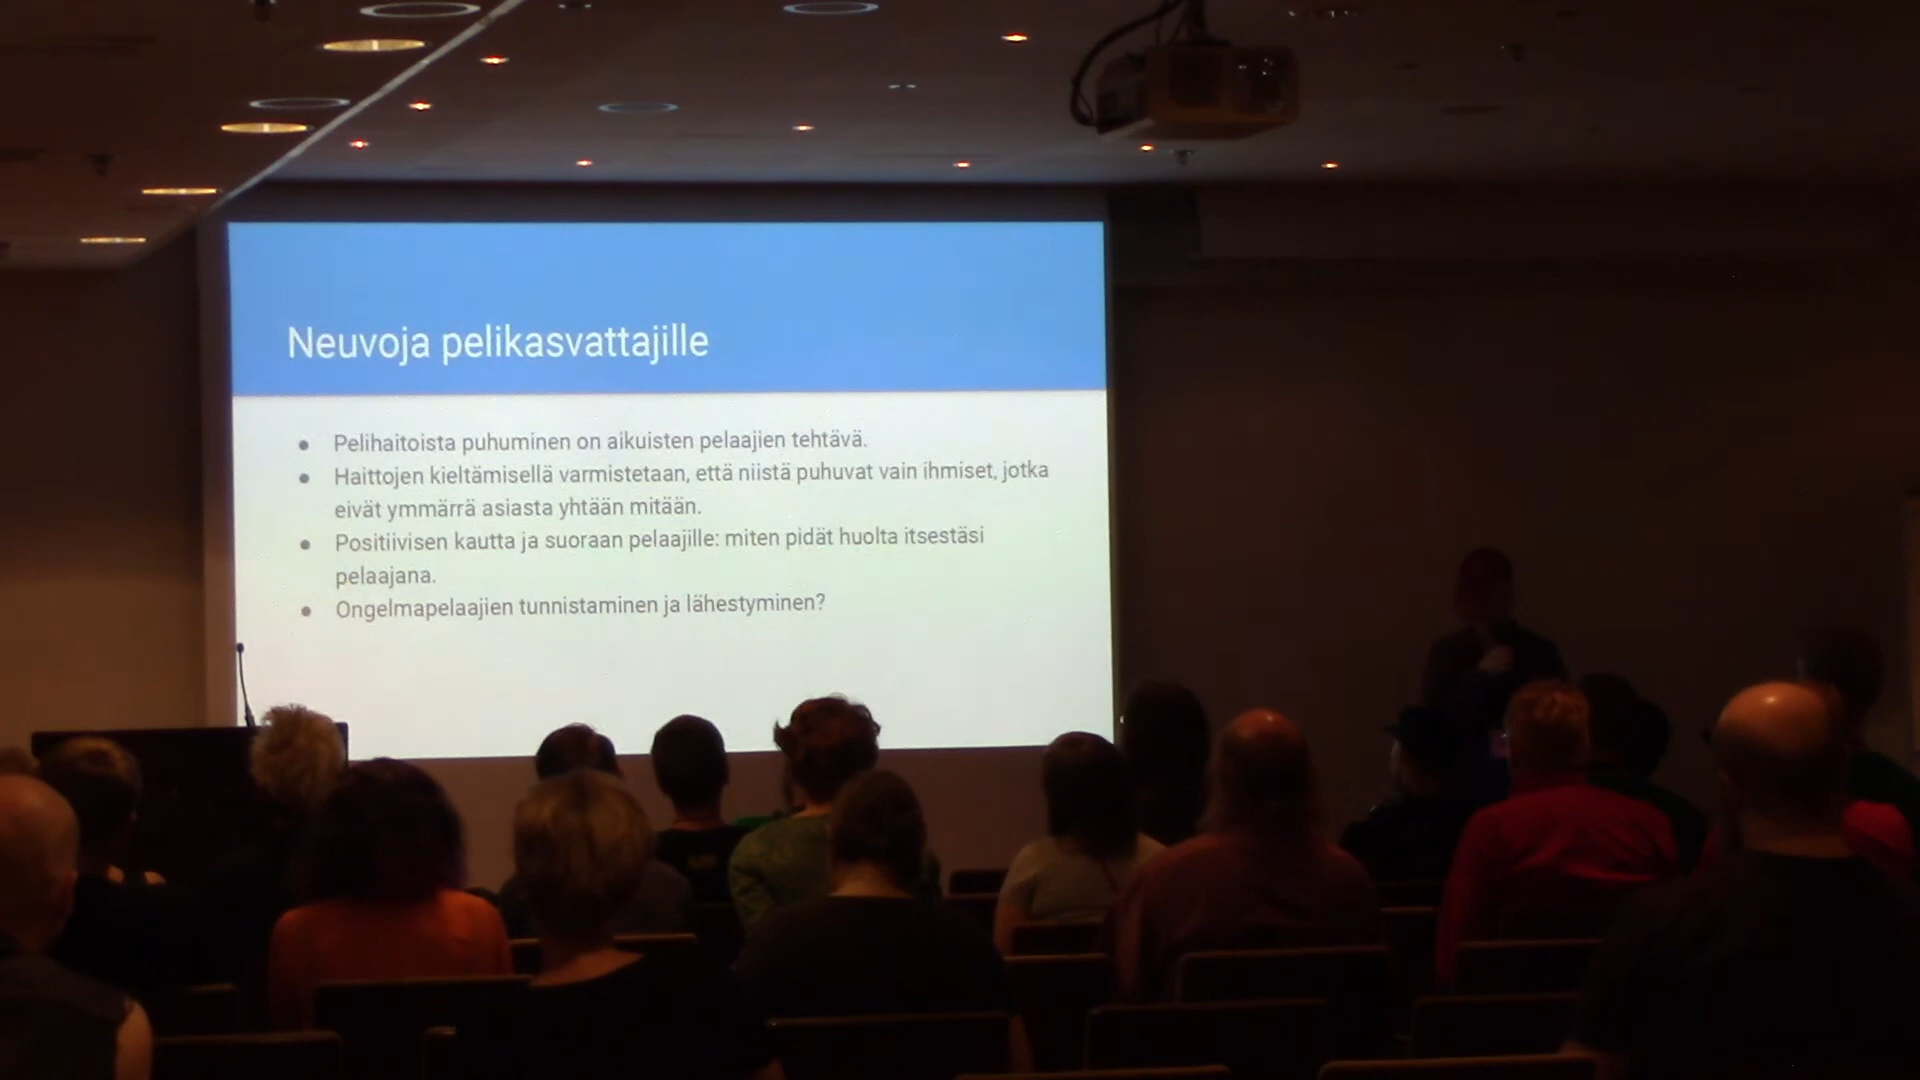 Neuvoja pelikasvattajille
● Pelihaitoista puhuminen on aikuisten pelaajien tehtävä.
● Haittojen kieltämisellä varmistetaan, että niistä puhuvat vain ihmiset, jotka
eivät ymmärrä asiasta yhtään mitään.
● Positiivisen kautta ja suoraan pelaajille: miten pidät huolta itsestäsi
pelaajana.
● Ongelmapelaajien tunnistaminen ja lähestyminen?